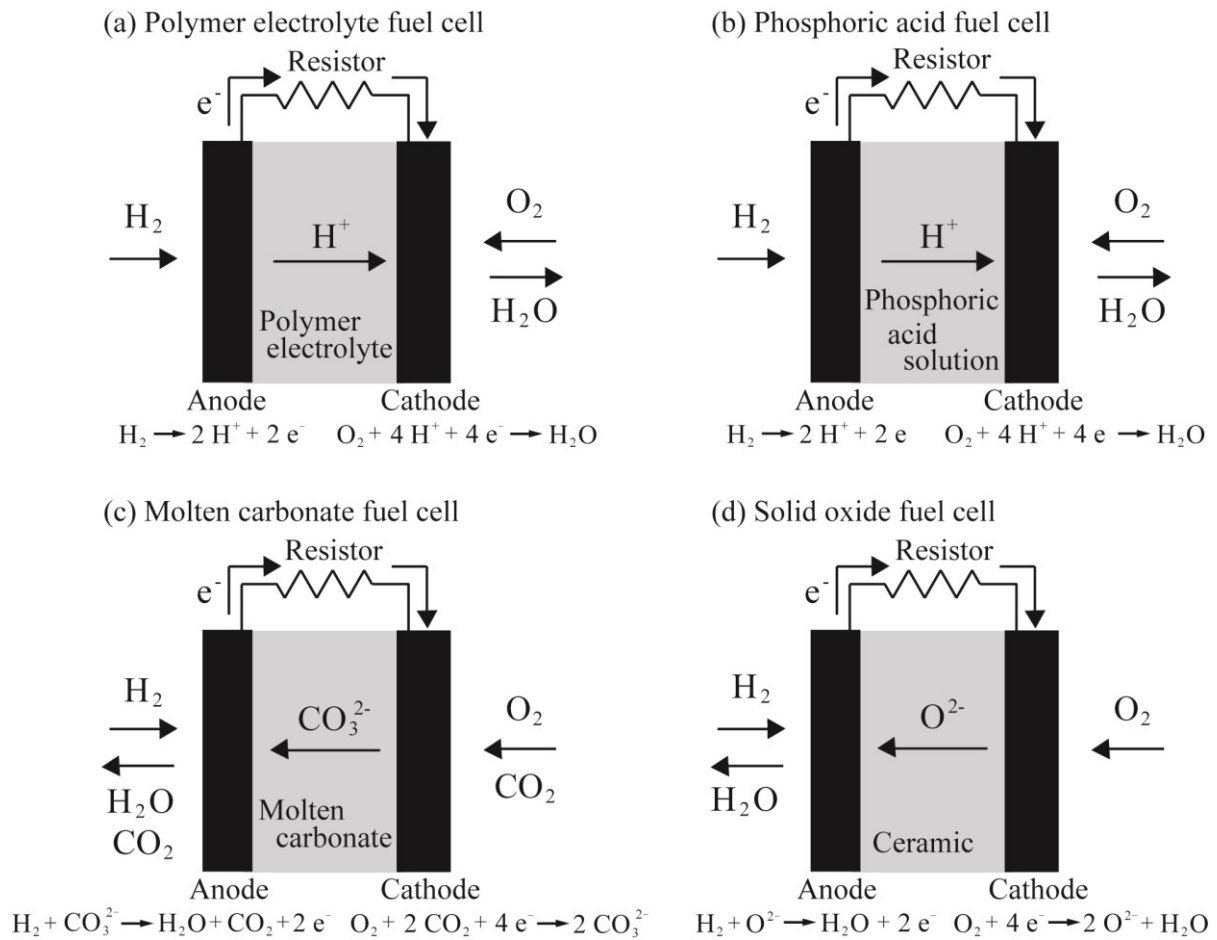 (a) Polymer electrolyte fuel cell
Resistor
e⁻
H₂
H⁺
O₂
H₂O
Polymer
electrolyte
Anode
Cathode
H₂ → 2 H⁺ + 2 e⁻
O₂ + 4 H⁺ + 4 e⁻ → H₂O
(b) Phosphoric acid fuel cell
Resistor
e⁻
H₂
H⁺
O₂
H₂O
Phosphoric
acid
solution
Anode
Cathode
H₂ → 2 H⁺ + 2 e
O₂ + 4 H⁺ + 4 e → H₂O
(c) Molten carbonate fuel cell
Resistor
e⁻
H₂
CO₃²⁻
O₂
H₂O
CO₂
CO₂
Molten
carbonate
Anode
Cathode
H₂ + CO₃²⁻ → H₂O + CO₂ + 2 e⁻
O₂ + 2 CO₂ + 4 e⁻ → 2 CO₃²⁻
(d) Solid oxide fuel cell
Resistor
e⁻
H₂
O²⁻
O₂
H₂O
Ceramic
Anode
Cathode
H₂ + O²⁻ → H₂O + 2 e⁻
O₂ + 4 e⁻ → 2 O²⁻ + H₂O